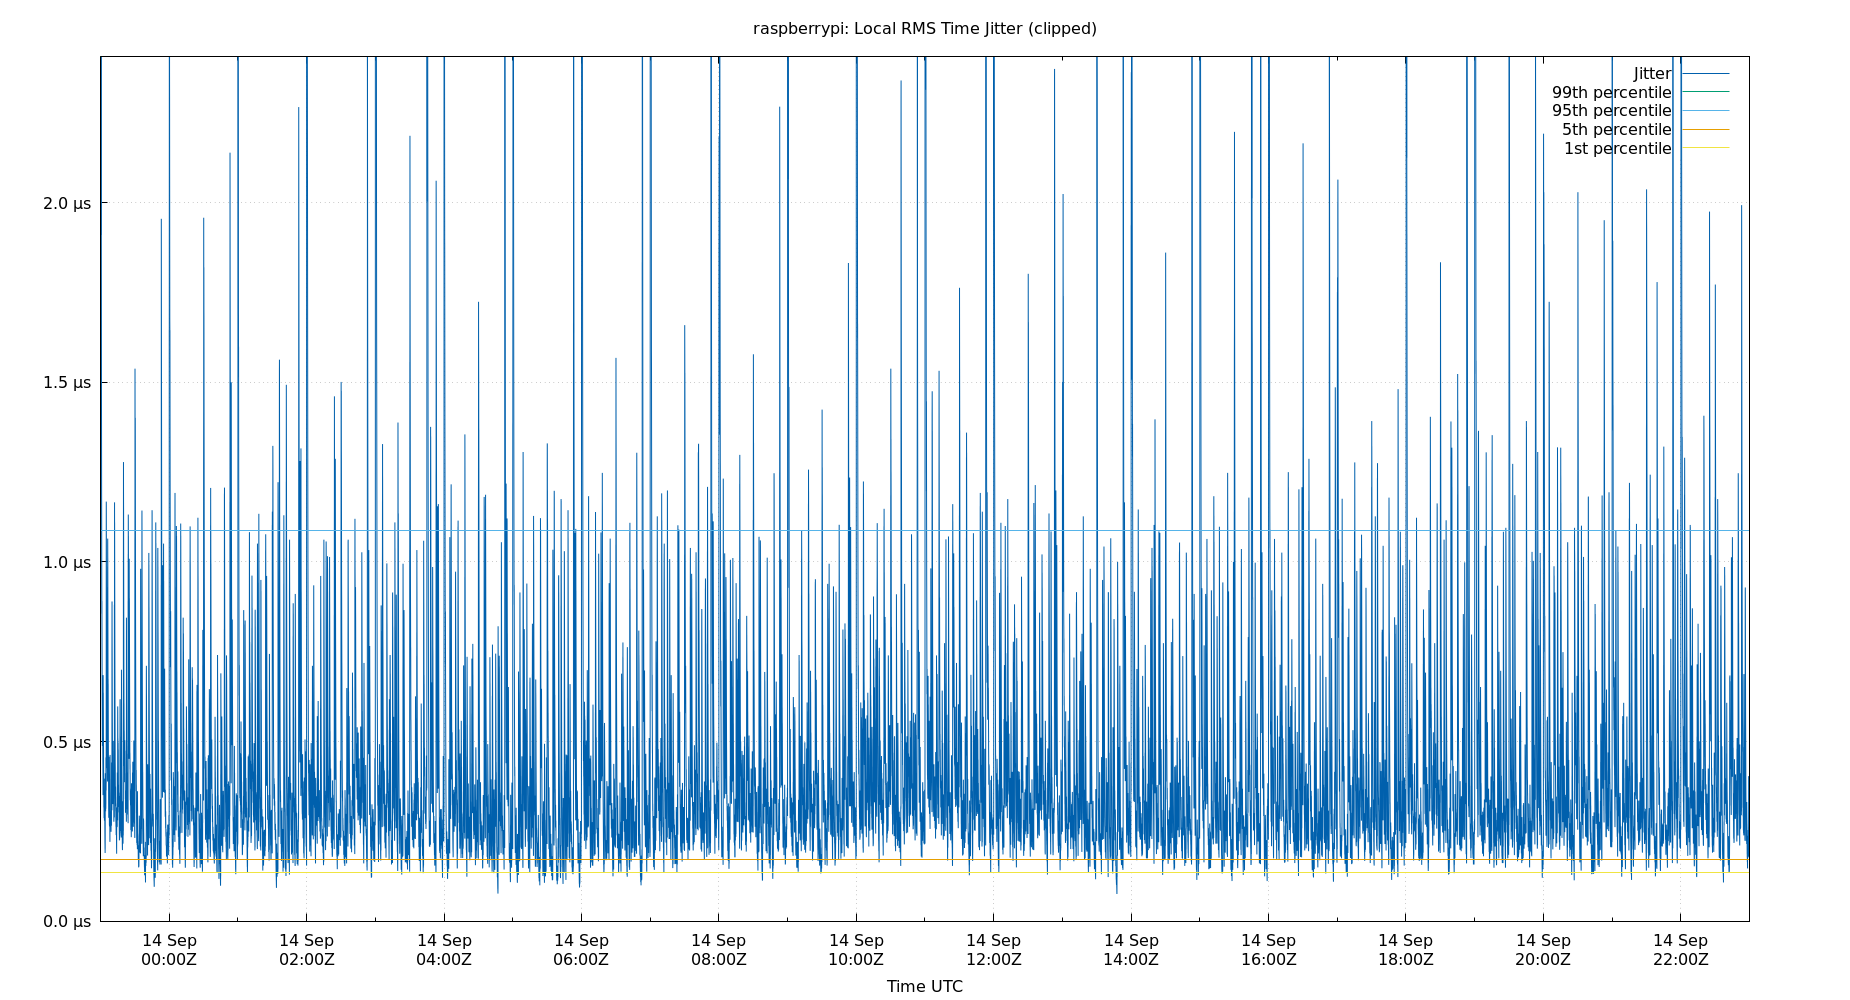 raspberrypi: Local RMS Time Jitter (clipped)
Jitter
99th percentile
95th percentile
5th percentile
1st percentile
2.0 µs
1.5 µs
1.0 µs
0.5 µs
0.0 µs
14 Sep 14 Sep 14 Sep 14 Sep 14 Sep 14 Sep 14 Sep 14 Sep 14 Sep 14 Sep 14 Sep 14 Sep
00:00Z 02:00Z 04:00Z 06:00Z 08:00Z 10:00Z 12:00Z 14:00Z 16:00Z 18:00Z 20:00Z 22:00Z
Time UTC